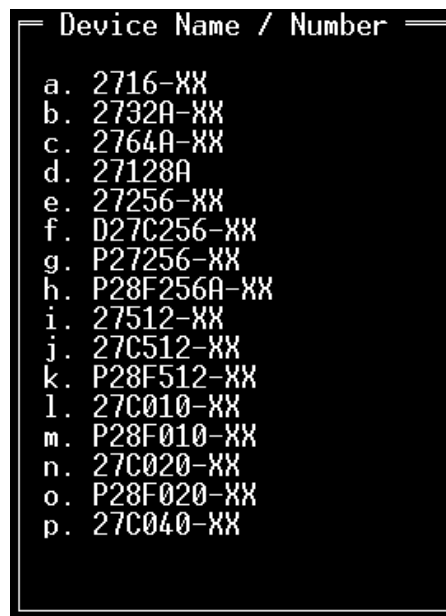 Device Name / Number
a. 2716-XX
b. 2732A-XX
c. 2764A-XX
d. 27128A
e. 27256-XX
f. D27C256-XX
g. P27256-XX
h. P28F256A-XX
i. 27512-XX
j. 27C512-XX
k. P28F512-XX
l. 27C010-XX
m. P28F010-XX
n. 27C020-XX
o. P28F020-XX
p. 27C040-XX